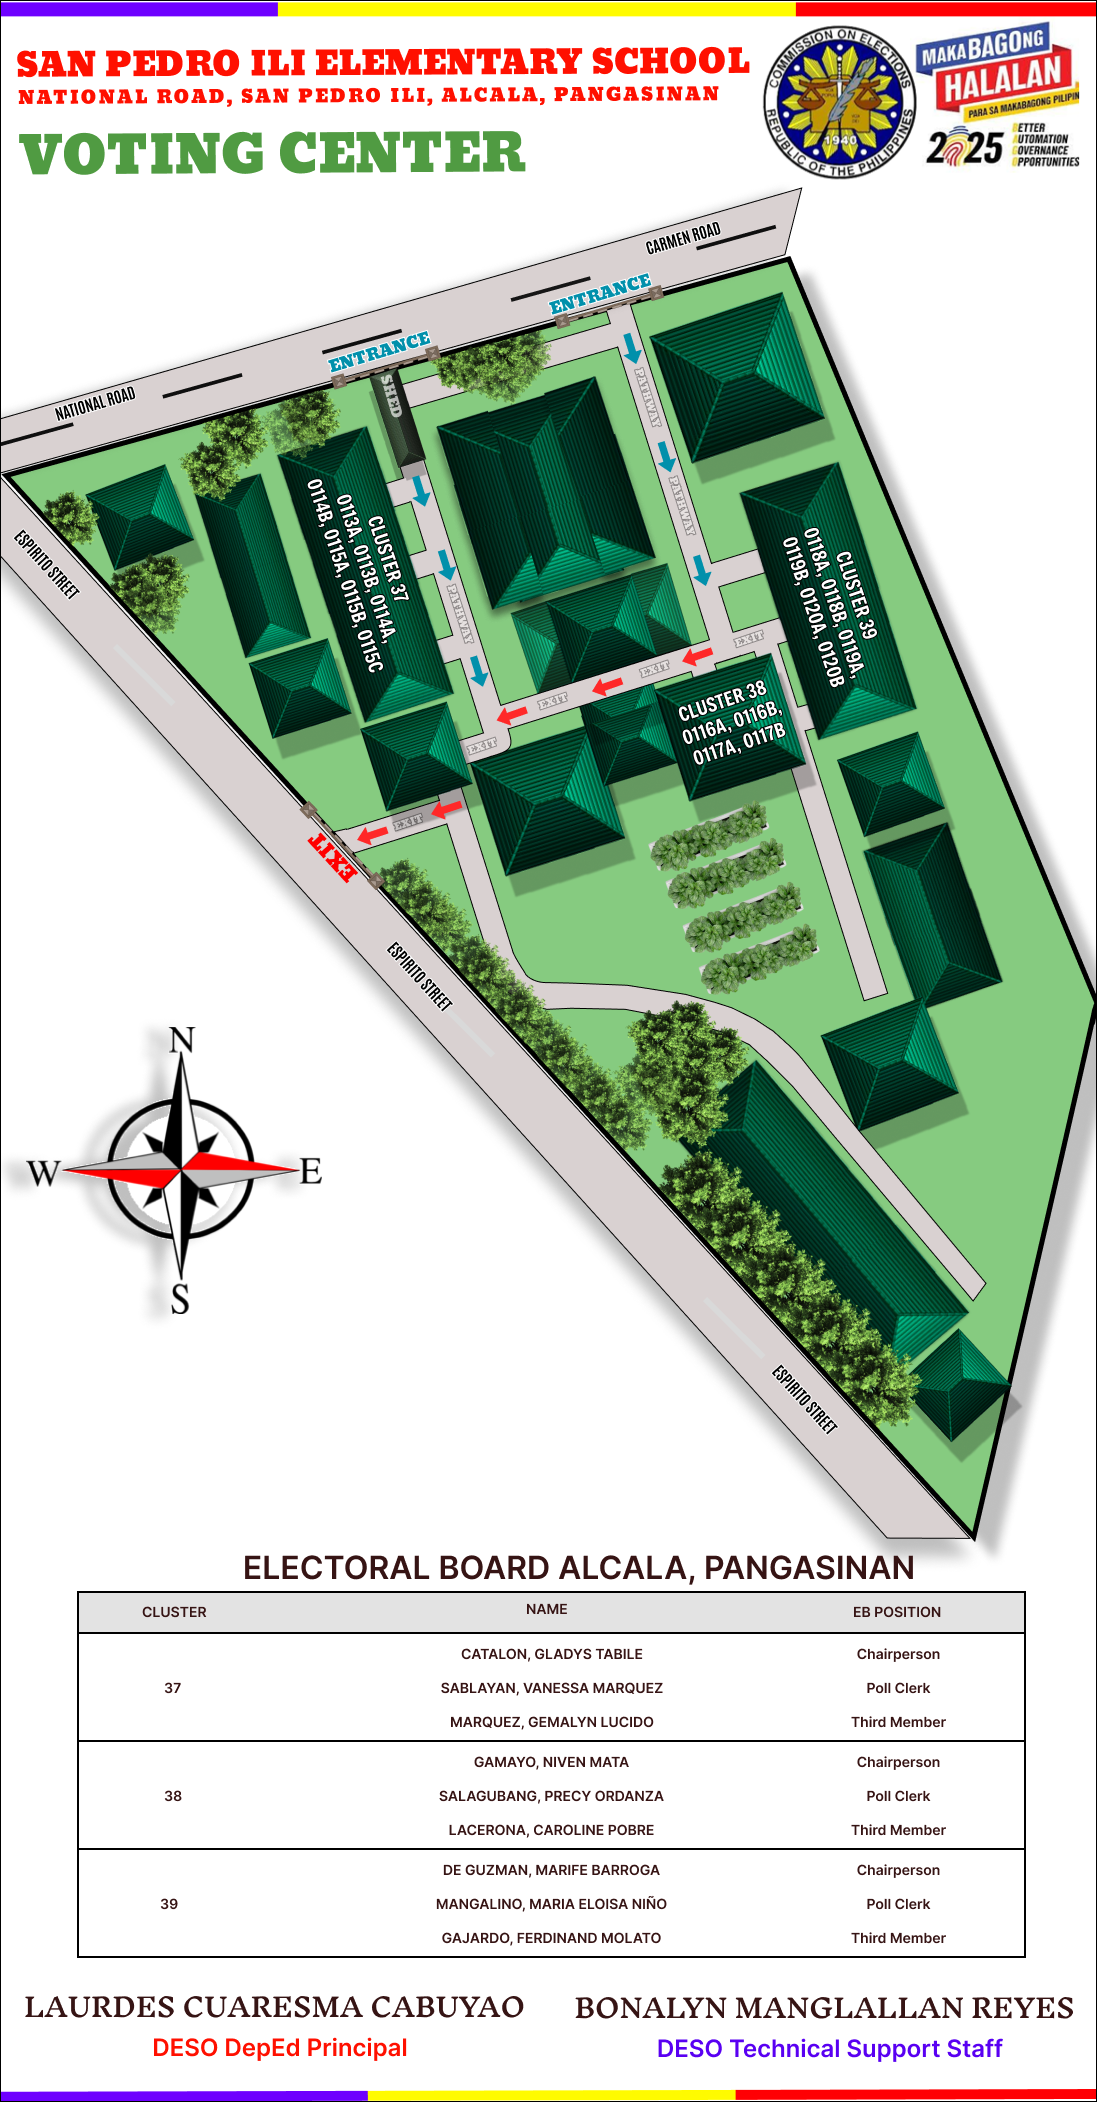 SAN PEDRO ILI ELEMENTARY SCHOOL
NATIONAL ROAD, SAN PEDRO ILI, ALCALA, PANGASINAN
VOTING CENTER
COMMISSION ON ELECTIONS
REPUBLIC OF THE PHILIPPINES
1940
MAKABAGONG
HALALAN
PARA SA MAKABAGONG PILIPIN
2025
BETTER
AUTOMATION
GOVERNANCE
OPPORTUNITIES
CARMEN ROAD
ENTRANCE
ENTRANCE
NATIONAL ROAD
SHED
PATHWAY
PATHWAY
PATHWAY
ESPIRITO STREET
CLUSTER 37
0113A, 0113B, 0114A,
0114B, 0115A, 0115B, 0115C
CLUSTER 39
0118A, 0118B, 0119A,
0119B, 0120A, 0120B
EXIT
EXIT
EXIT
EXIT
CLUSTER 38
0116A, 0116B,
0117A, 0117B
EXIT
EXIT
ESPIRITO STREET
N
W
E
S
ESPIRITO STREET
ELECTORAL BOARD ALCALA, PANGASINAN
CLUSTER NAME EB POSITION
CATALON, GLADYS TABILE Chairperson
37 SABLAYAN, VANESSA MARQUEZ Poll Clerk
MARQUEZ, GEMALYN LUCIDO Third Member
GAMAYO, NIVEN MATA Chairperson
38 SALAGUBANG, PRECY ORDANZA Poll Clerk
LACERONA, CAROLINE POBRE Third Member
DE GUZMAN, MARIFE BARROGA Chairperson
39 MANGALINO, MARIA ELOISA NIÑO Poll Clerk
GAJARDO, FERDINAND MOLATO Third Member
LAURDES CUARESMA CABUYAO
DESO DepEd Principal
BONALYN MANGLALLAN REYES
DESO Technical Support Staff